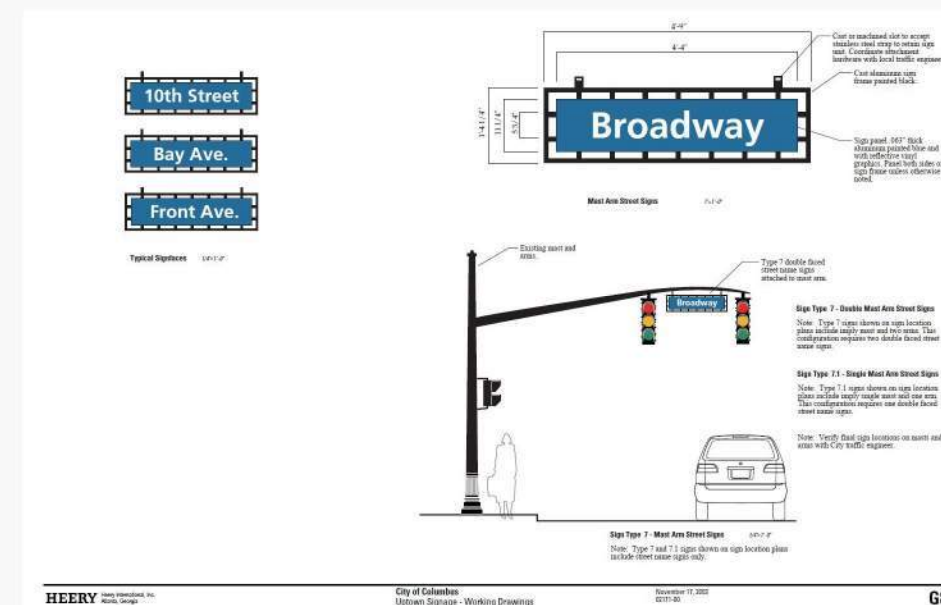 10th Street
Bay Ave.
Front Ave.
Typical Signfaces
4'-4"
Broadway
Cast or machined slot to accept
stainless steel strap to retain sign
unit. Coordinate attachment
hardware with local traffic engineer
Cast aluminum sign
frame painted black.
Sign panel .063" thick
aluminum painted blue and
with reflective vinyl
graphics. Panel both sides o
sign frame unless otherwise
noted.
Mast Arm Street Signs
Existing mast and
arms.
Type 7 double faced
street name signs
attached to mast arm.
Broadway
Sign Type 7 - Double Mast Arm Street Signs
Note: Type 7 signs shown on sign location
plans include imply mast and two arms. This
configuration requires two double faced street
name signs.
Sign Type 7.1 - Single Mast Arm Street Signs
Note: Type 7.1 signs shown on sign location
plans include imply single mast and one arm.
This configuration requires one double faced
street name signs.
Note: Verify final sign locations on masts and
arms with City traffic engineer.
Sign Type 7 - Mast Arm Street Signs
Note: Type 7 and 7.1 signs shown on sign location plans
include street name signs only.
HEERY
Heery International, Inc.
Atlanta, Georgia
City of Columbus
Uptown Signage - Working Drawings
November 17, 2003